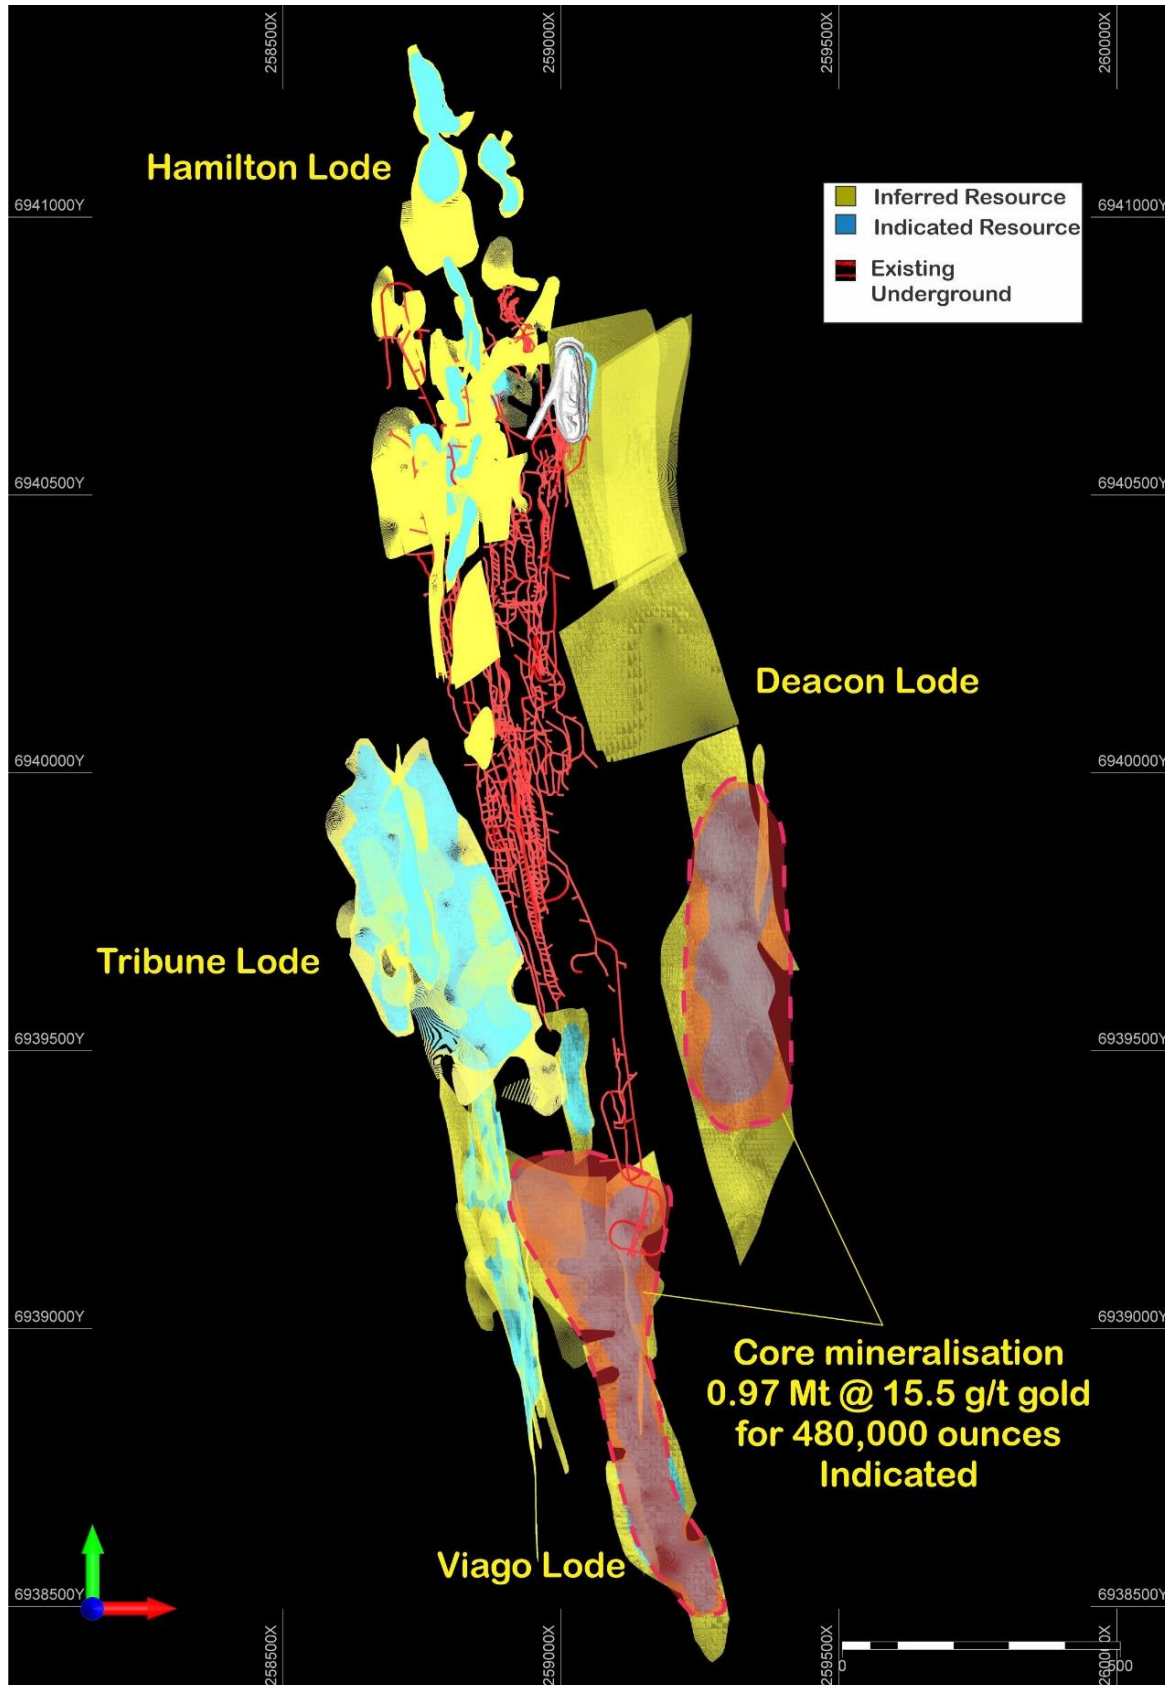 258500X
259000X
259500X
260000X
Hamilton Lode
6941000Y
6941000Y
Inferred Resource
Indicated Resource
Existing
Underground
6940500Y
6940500Y
Deacon Lode
6940000Y
6940000Y
Tribune Lode
6939500Y
6939500Y
6939000Y
6939000Y
Core mineralisation
0.97 Mt @ 15.5 g/t gold
for 480,000 ounces
Indicated
Viago Lode
6938500Y
6938500Y
258500X
259000X
259500X
0
500